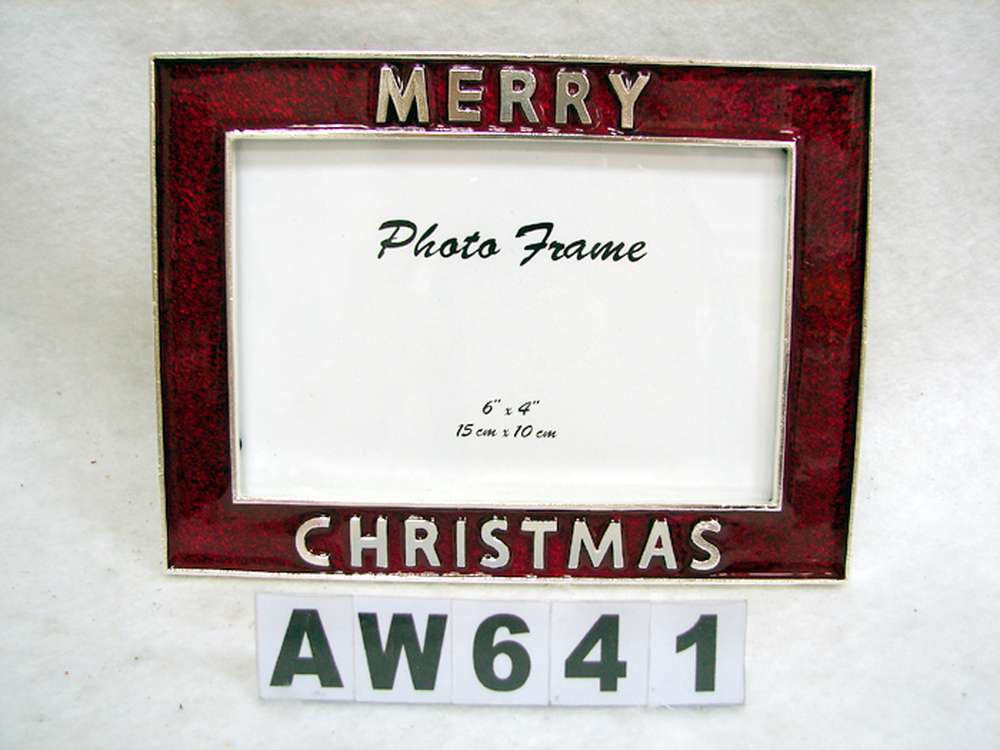 MERRY
Photo Frame
6" x 4"
15 cm x 10 cm
CHRISTMAS
AW641